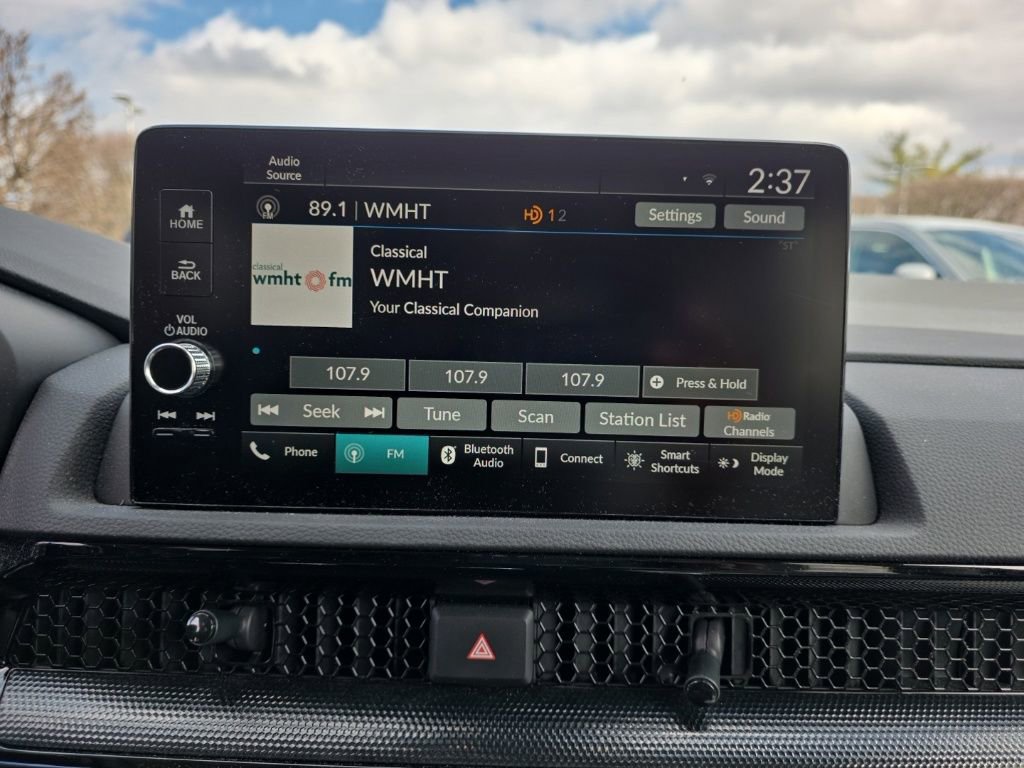 Audio
Source
2:37
FM
89.1 | WMHT
HD 1 2
Settings
Sound
"ST"
HOME
BACK
VOL
AUDIO
classical
wmht fm
Classical
WMHT
Your Classical Companion
107.9
107.9
107.9
Press & Hold
Seek
Tune
Scan
Station List
HD Radio
Channels
Phone
FM
Bluetooth
Audio
Connect
Smart
Shortcuts
Display
Mode